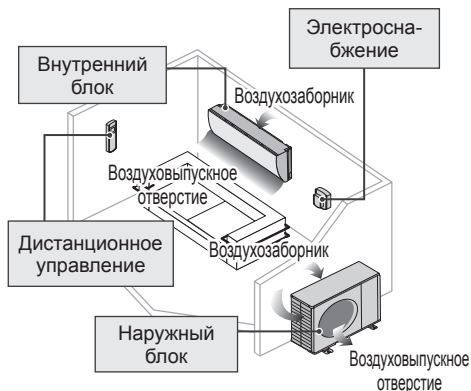 Электросна-
бжение
Внутренний
блок
Воздухозаборник
Воздуховыпускное
отверстие
Дистанционное
управление
Воздухозаборник
Наружный
блок
Воздуховыпускное
отверстие